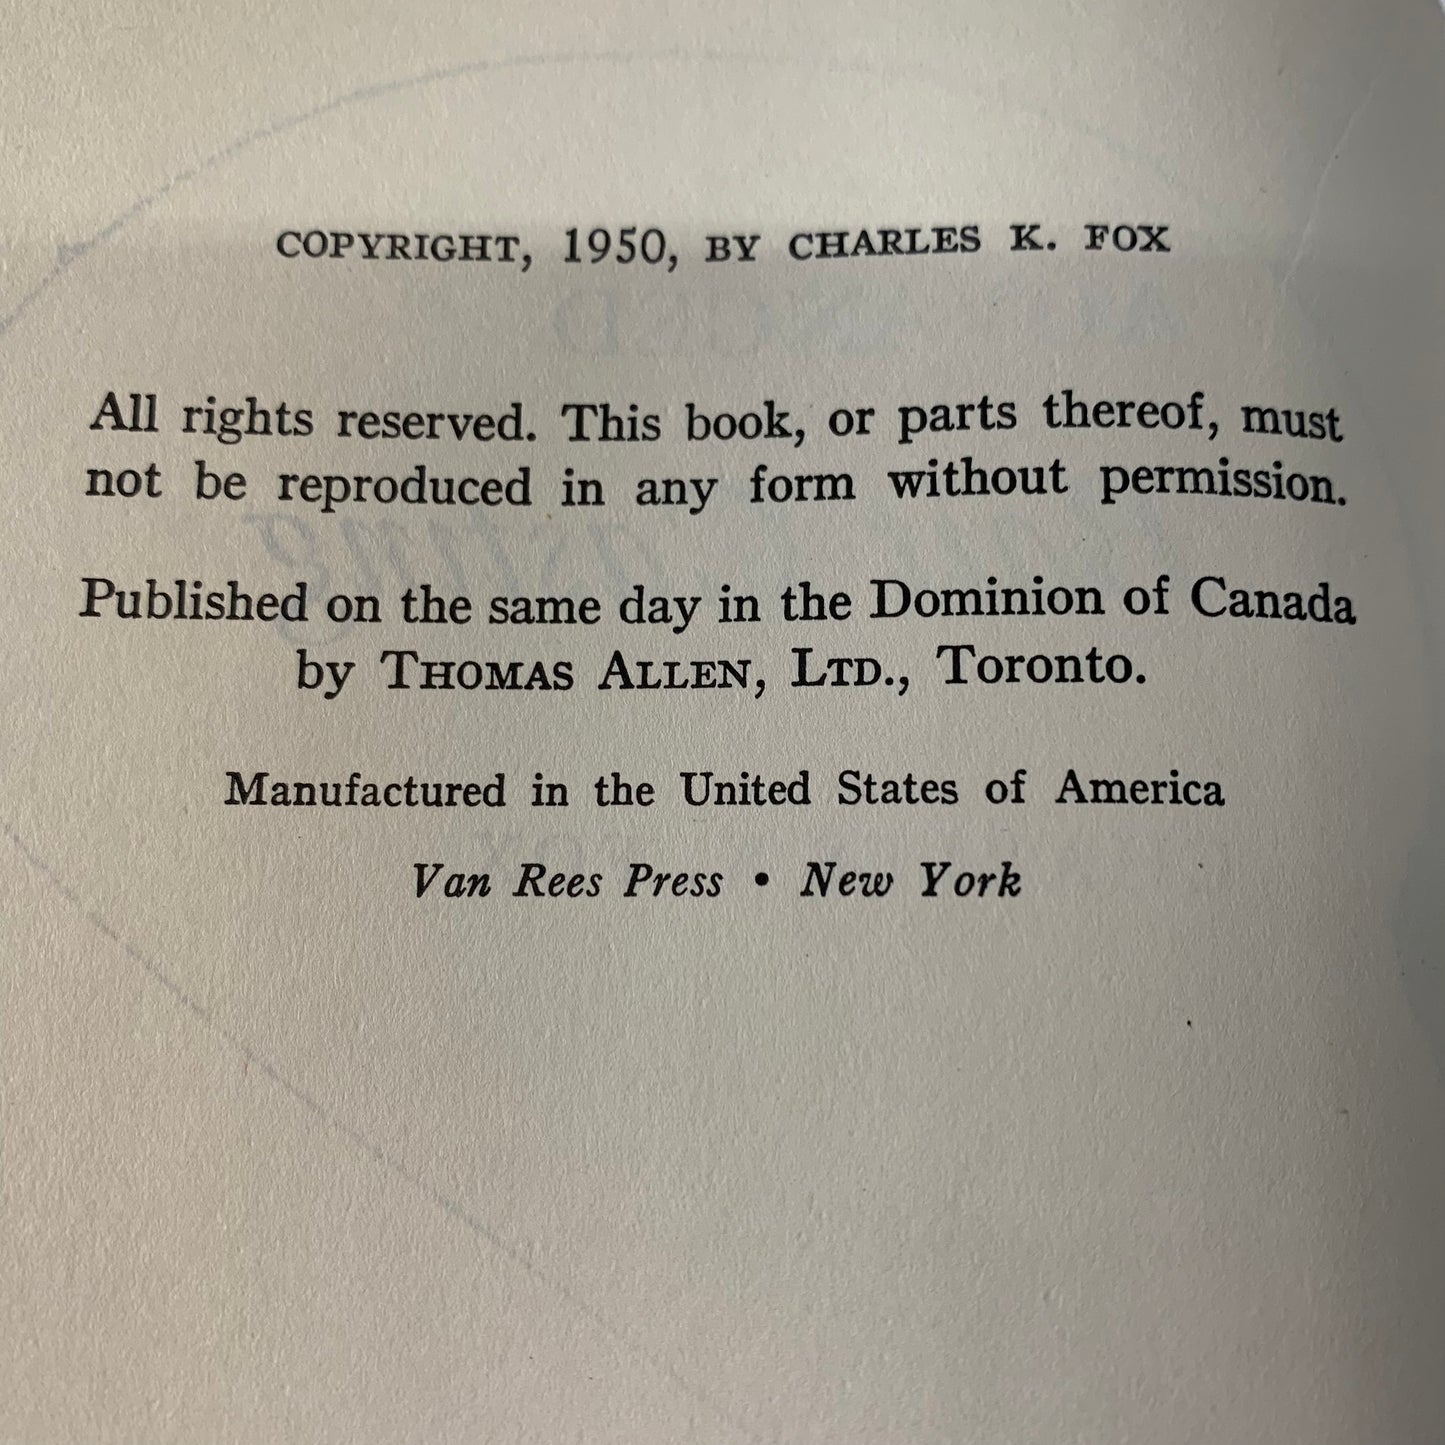 COPYRIGHT, 1950, BY CHARLES K. FOX
All rights reserved. This book, or parts thereof, must
not be reproduced in any form without permission.
Published on the same day in the Dominion of Canada
by THOMAS ALLEN, LTD., Toronto.
Manufactured in the United States of America
Van Rees Press • New York